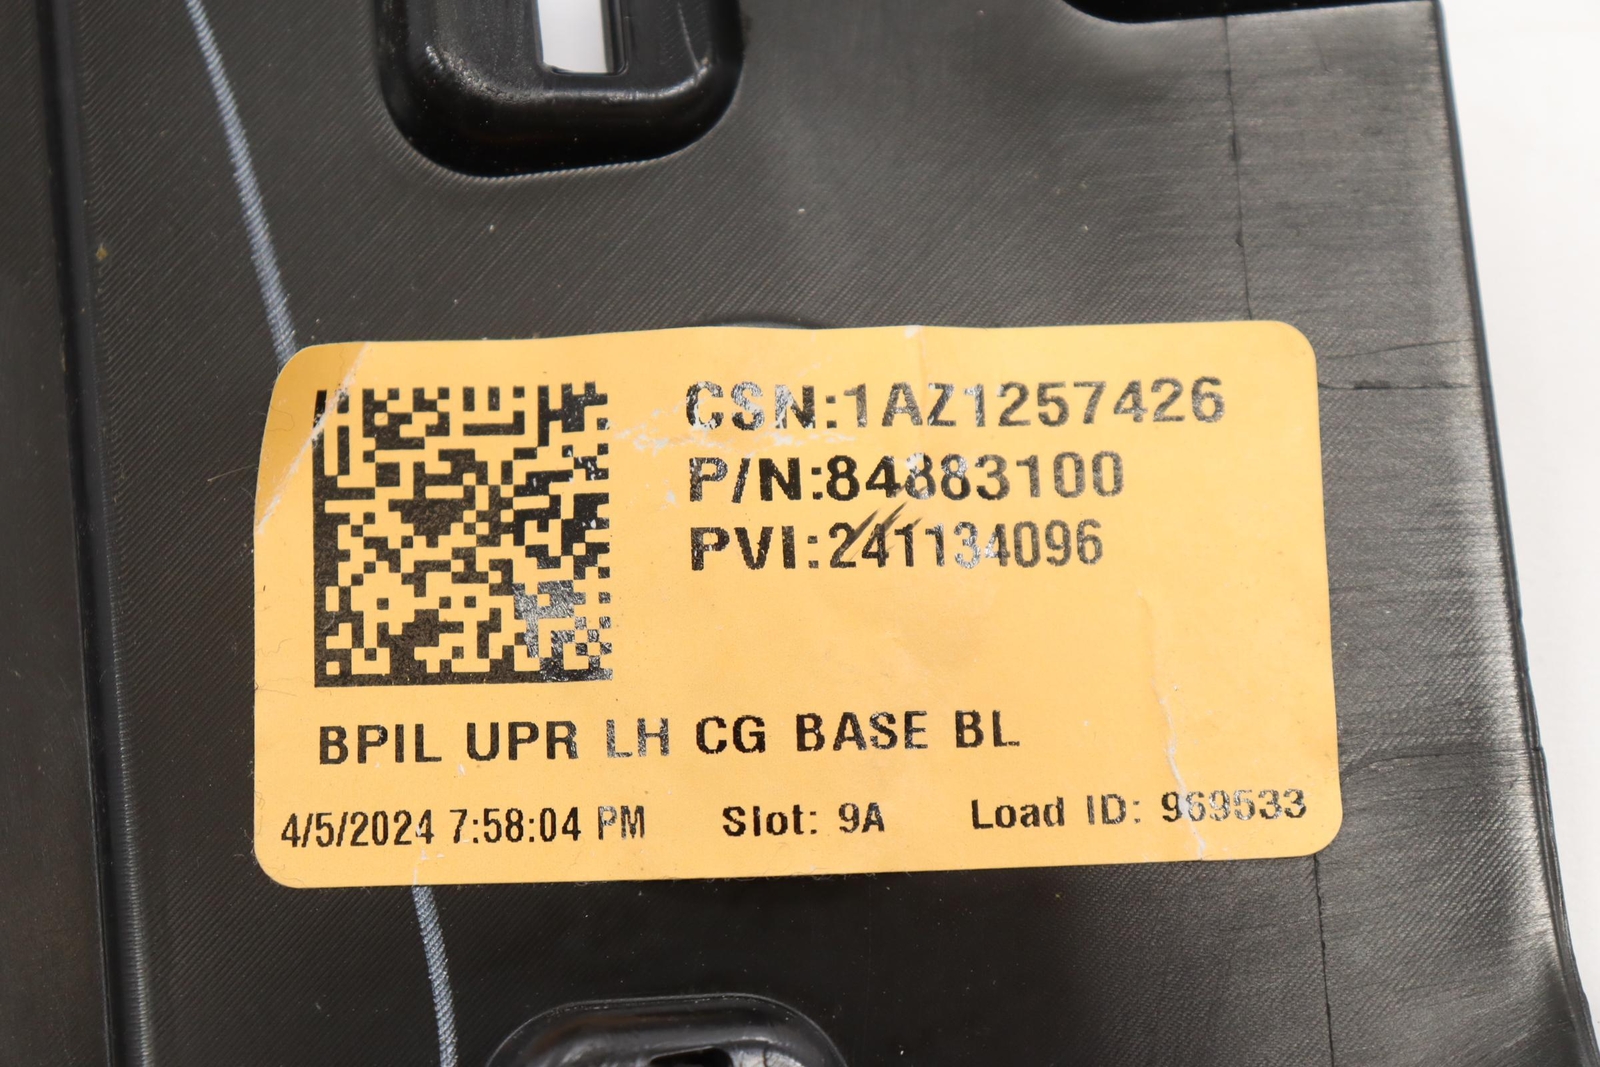 CSN:1AZ1257426
P/N:84883100
PVI:241134096
BPIL UPR LH CG BASE BL
4/5/2024 7:58:04 PM Slot: 9A Load ID: 969533